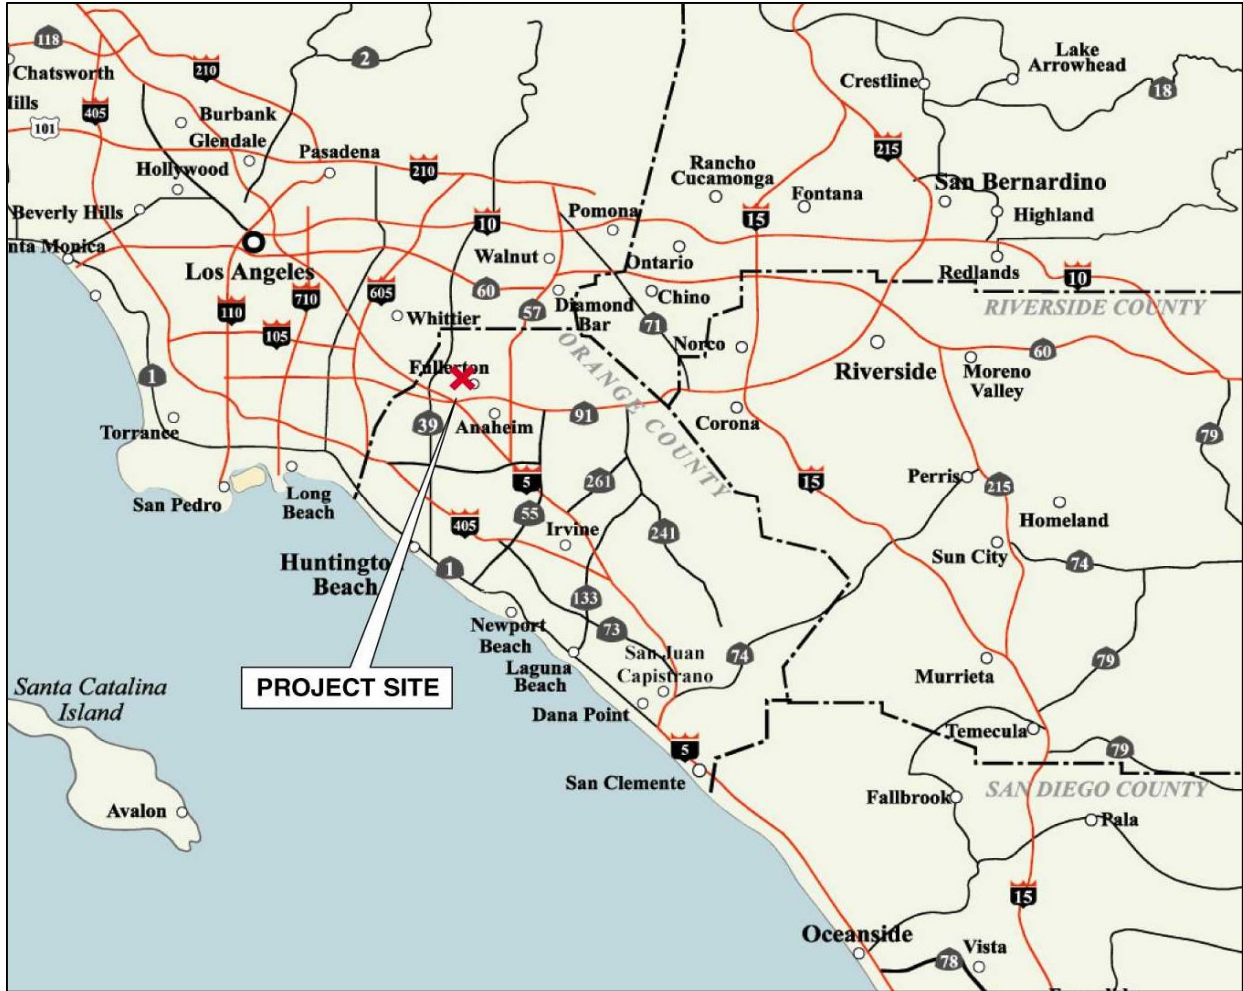 118
Chatsworth
Hills
210
2
405
101
Burbank
Glendale
Hollywood
Pasadena
210
Beverly Hills
nta Monica
Los Angeles
10
Walnut
Pomona
Rancho
Cucamonga
Fontana
15
215
Crestline
Lake
Arrowhead
18
San Bernardino
Highland
Redlands
10
Ontario
Chino
Diamond
Bar
60
57
71
Norco
605
710
110
105
Whittier
RIVERSIDE COUNTY
Riverside
60
Moreno
Valley
1
Fullerton
ORANGE COUNTY
91
Corona
39
Anaheim
Torrance
79
San Pedro
Long
Beach
5
261
15
Perris
215
Homeland
405
55
Irvine
241
Sun City
74
Huntingto
Beach
1
133
73
Newport
Beach
San Juan
Capistrano
74
Laguna
Beach
Murrieta
79
PROJECT SITE
Santa Catalina
Island
Dana Point
Temecula
79
5
San Clemente
Fallbrook
SAN DIEGO COUNTY
Avalon
Pala
15
Oceanside
Vista
78